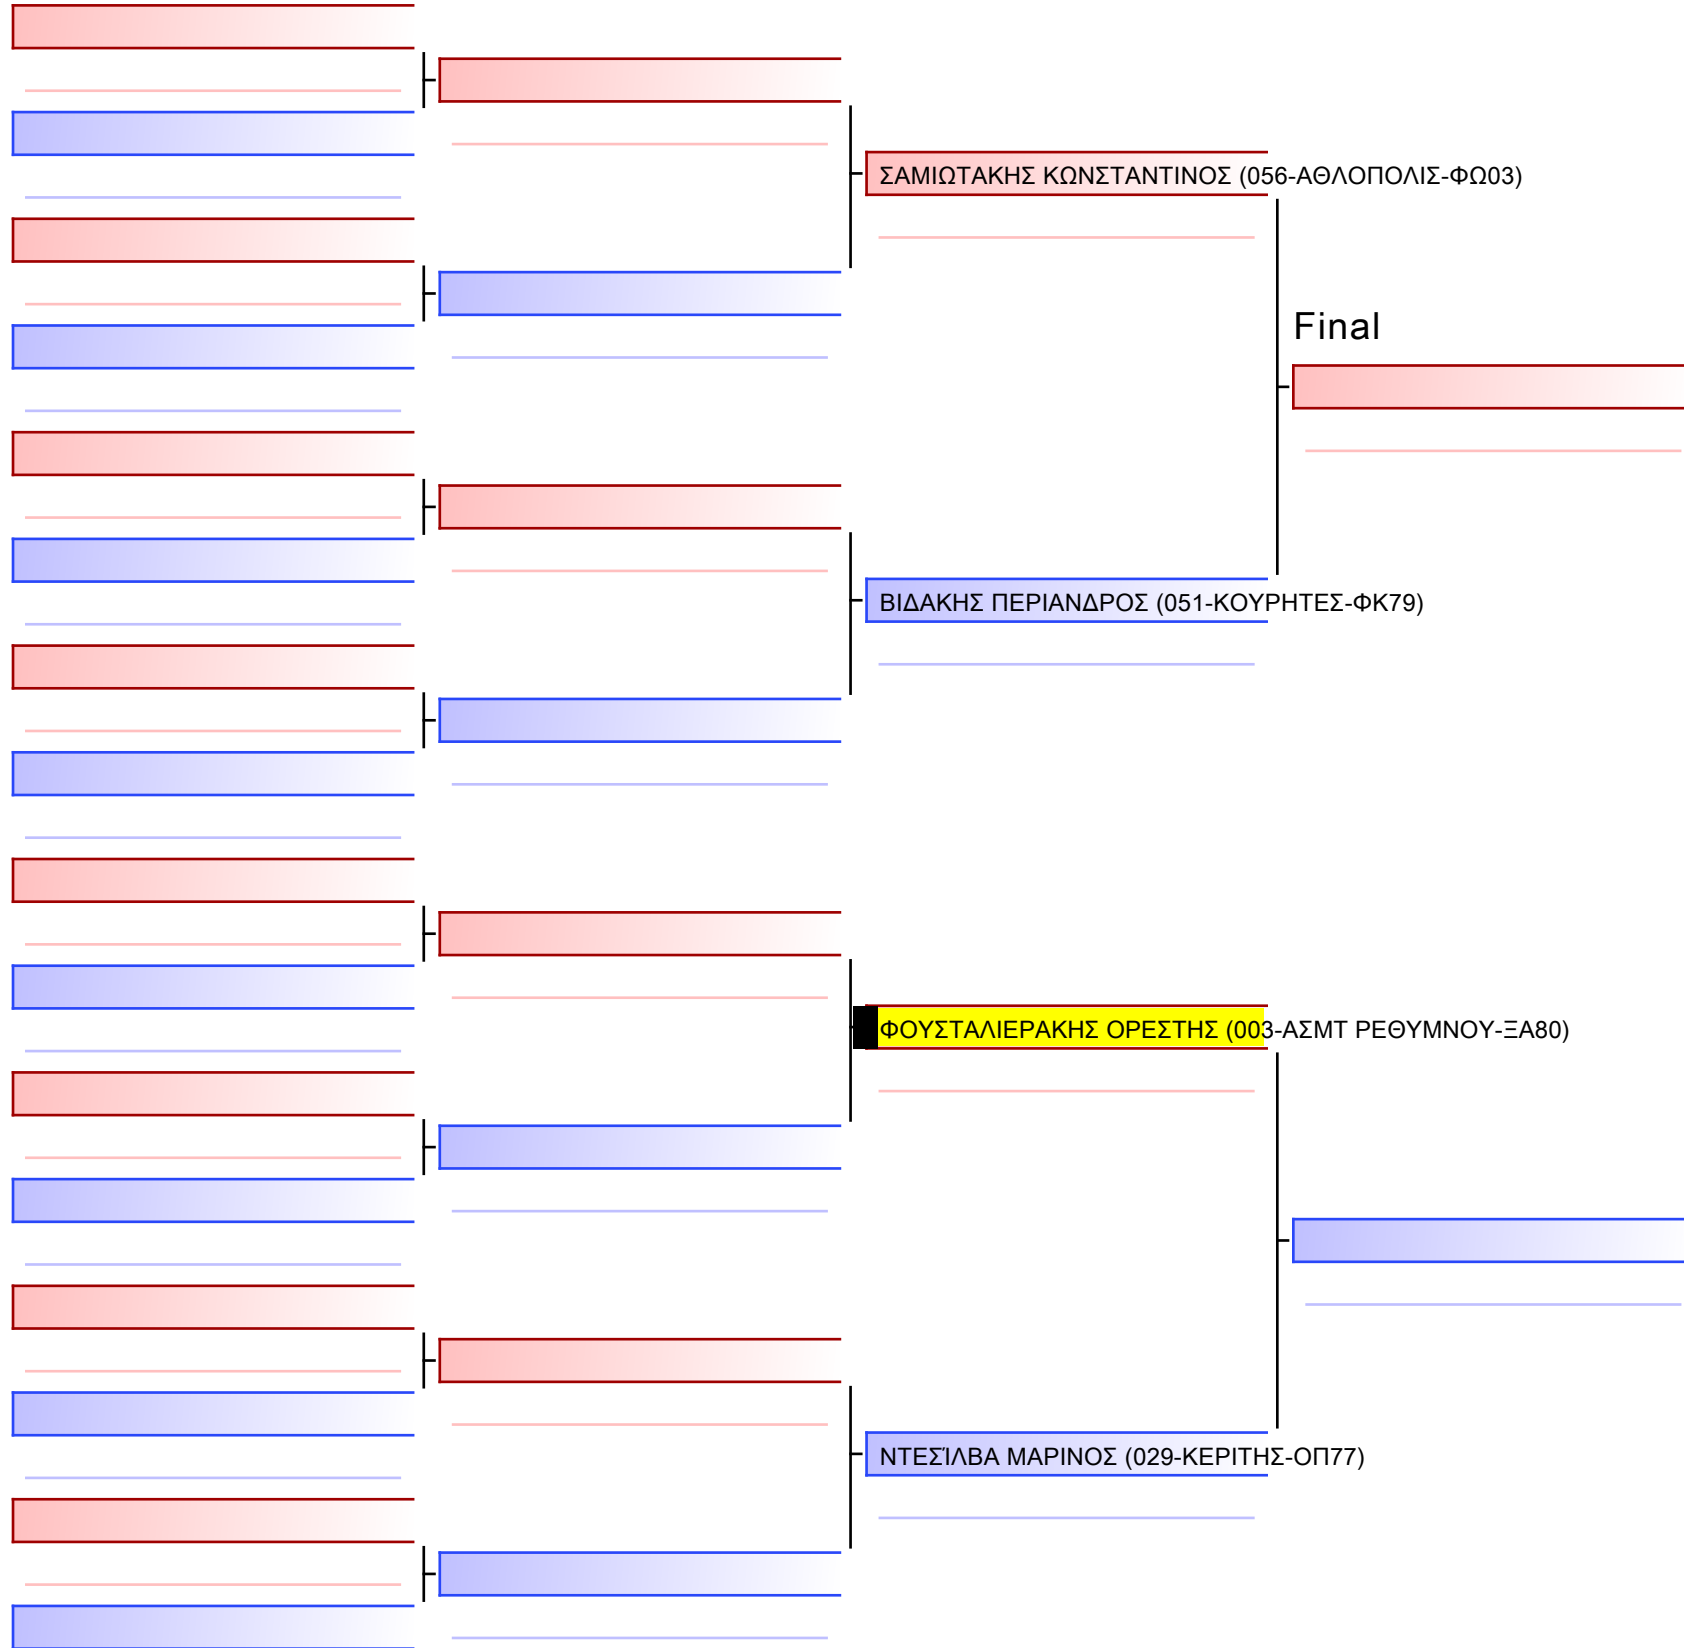 ΣΑΜΙΩΤΑΚΗΣ ΚΩΝΣΤΑΝΤΙΝΟΣ (056-ΑΘΛΟΠΟΛΙΣ-ΦΩ03)
Final
ΒΙΔΑΚΗΣ ΠΕΡΙΑΝΔΡΟΣ (051-ΚΟΥΡΗΤΕΣ-ΦΚ79)
ΦΟΥΣΤΑΛΙΕΡΑΚΗΣ ΟΡΕΣΤΗΣ (003-ΑΣΜΤ ΡΕΘΥΜΝΟΥ-ΞΑ80)
ΝΤΕΣΊΛΒΑ ΜΑΡΙΝΟΣ (029-ΚΕΡΙΤΗΣ-ΟΠ77)